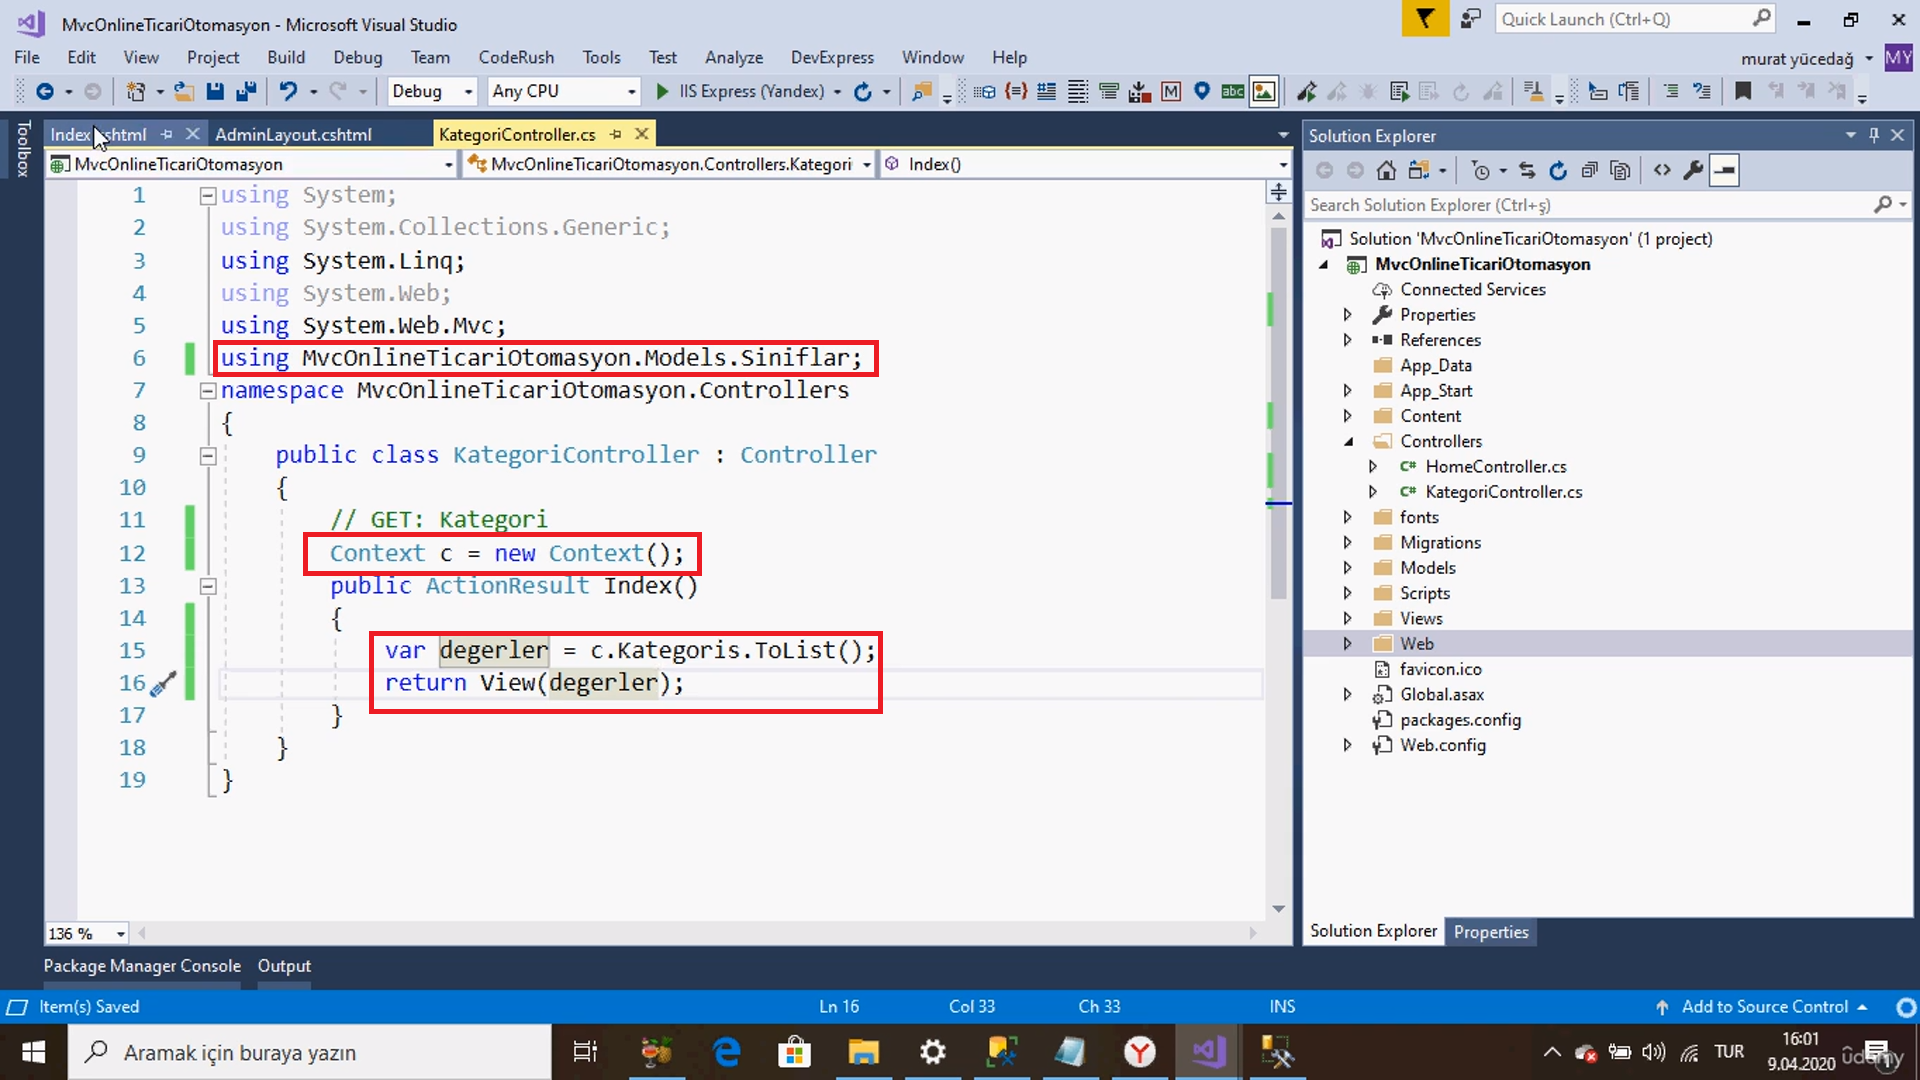 MvcOnlineTicariOtomasyon - Microsoft Visual Studio
Quick Launch (Ctrl+Q)
File Edit View Project Build Debug Team CodeRush Tools Test Analyze DevExpress Window Help
murat yücedağ MY
Debug Any CPU IIS Express (Yandex)
abc
Toolbox
AdminLayout.cshtml KategoriController.cs
MvcOnlineTicariOtomasyon MvcOnlineTicariOtomasyon.Controllers.Kategori Index()
1 using System;
2 using System.Collections.Generic;
3 using System.Linq;
4 using System.Web;
5 using System.Web.Mvc;
6 using MvcOnlineTicariOtomasyon.Models.Siniflar;
7 namespace MvcOnlineTicariOtomasyon.Controllers
8 {
9 public class KategoriController : Controller
10 {
11 // GET: Kategori
12 Context c = new Context();
13 public ActionResult Index()
14 {
15 var degerler = c.Kategoris.ToList();
16 return View(degerler);
17 }
18 }
19 }
136 %
Solution Explorer
Search Solution Explorer (Ctrl+ş)
Solution 'MvcOnlineTicariOtomasyon' (1 project)
MvcOnlineTicariOtomasyon
Connected Services
Properties
References
App_Data
App_Start
Content
Controllers
C# HomeController.cs
C# KategoriController.cs
fonts
Migrations
Models
Scripts
Views
Web
favicon.ico
Global.asax
packages.config
Web.config
Solution Explorer Properties
Package Manager Console Output
Item(s) Saved Ln 16 Col 33 Ch 33 INS Add to Source Control
Aramak için buraya yazın
TUR
16:01
9.04.2020
udemy